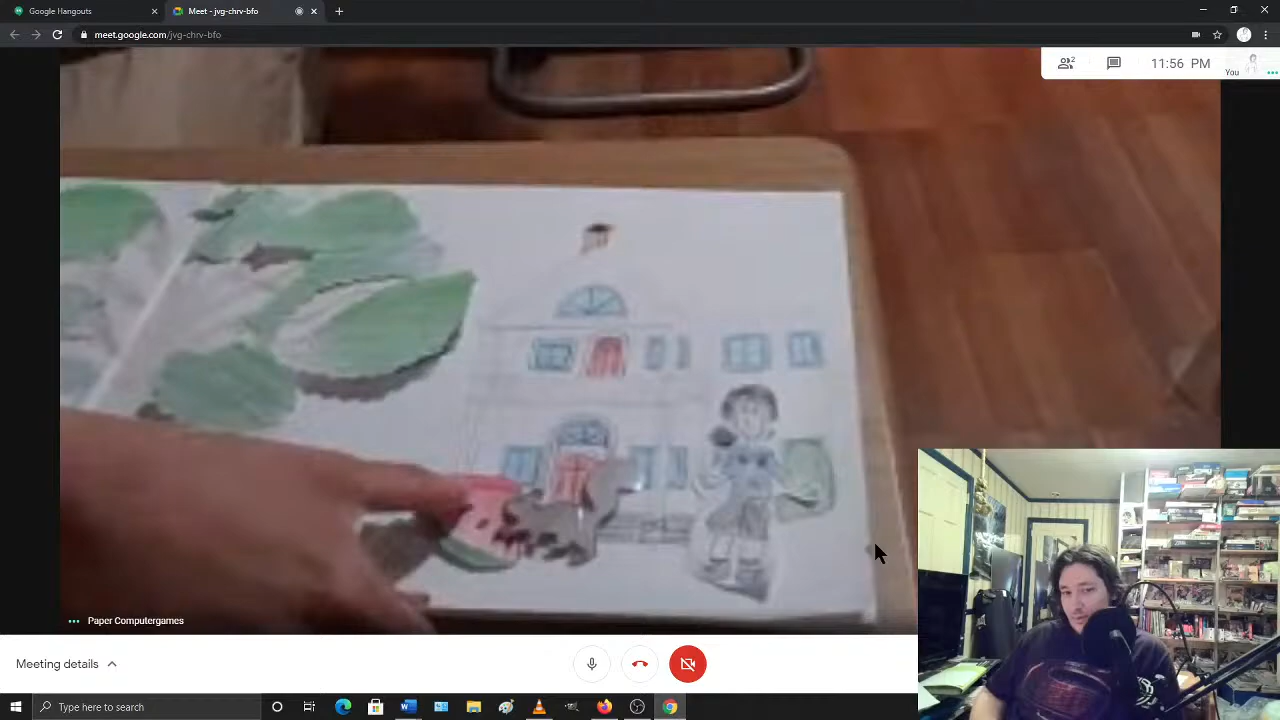 Google Hangouts
Meet - jvg-chrv-bfo
meet.google.com/jvg-chrv-bfo
2
11:56 PM
You
Paper Computergames
Meeting details
Type here to search